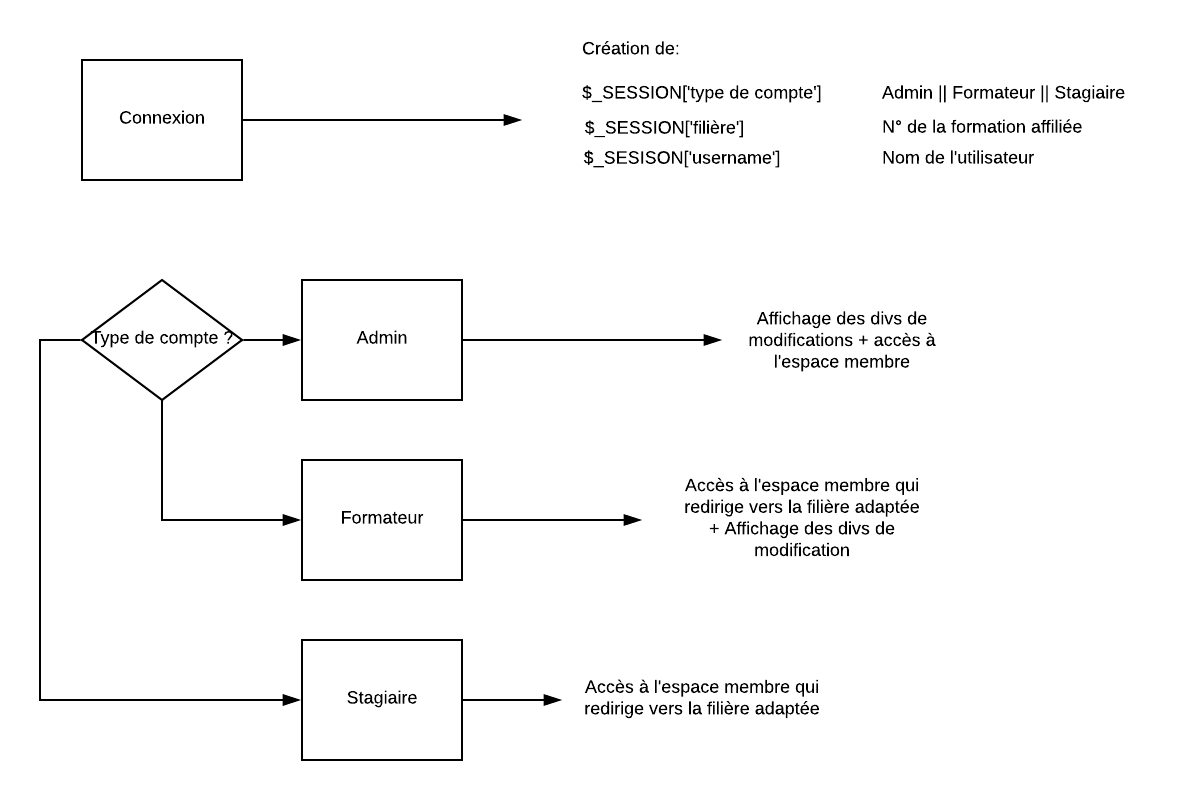 Création de:
Connexion
$_SESSION['type de compte'] Admin || Formateur || Stagiaire
$_SESSION['filière'] N° de la formation affiliée
$_SESISON['username'] Nom de l'utilisateur
Type de compte ?
Admin
Affichage des divs de
modifications + accès à
l'espace membre
Formateur
Accès à l'espace membre qui
redirige vers la filière adaptée
+ Affichage des divs de
modification
Stagiaire
Accès à l'espace membre qui
redirige vers la filière adaptée